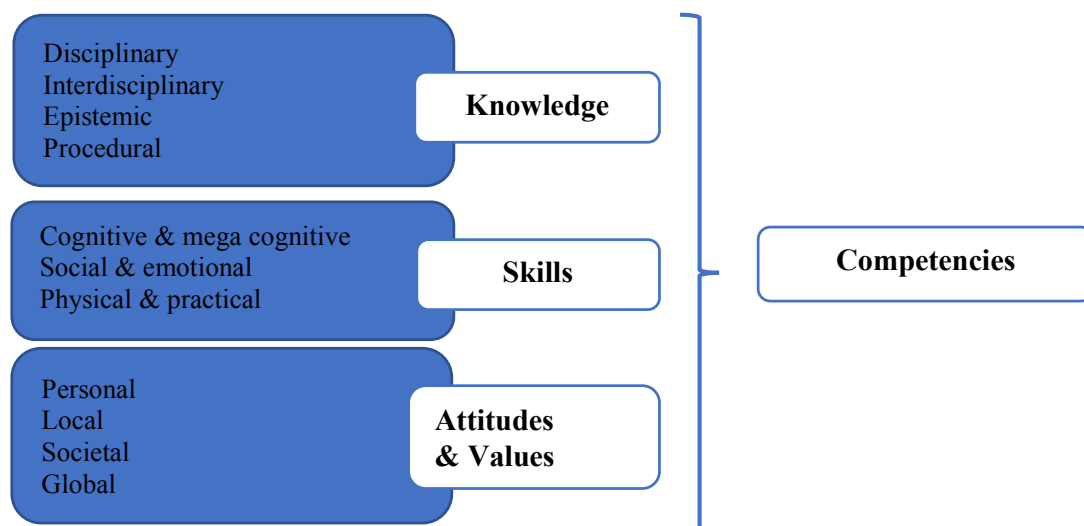 Disciplinary
Interdisciplinary
Epistemic
Procedural
Knowledge
Cognitive & mega cognitive
Social & emotional
Physical & practical
Skills
Personal
Local
Societal
Global
Attitudes
& Values
Competencies